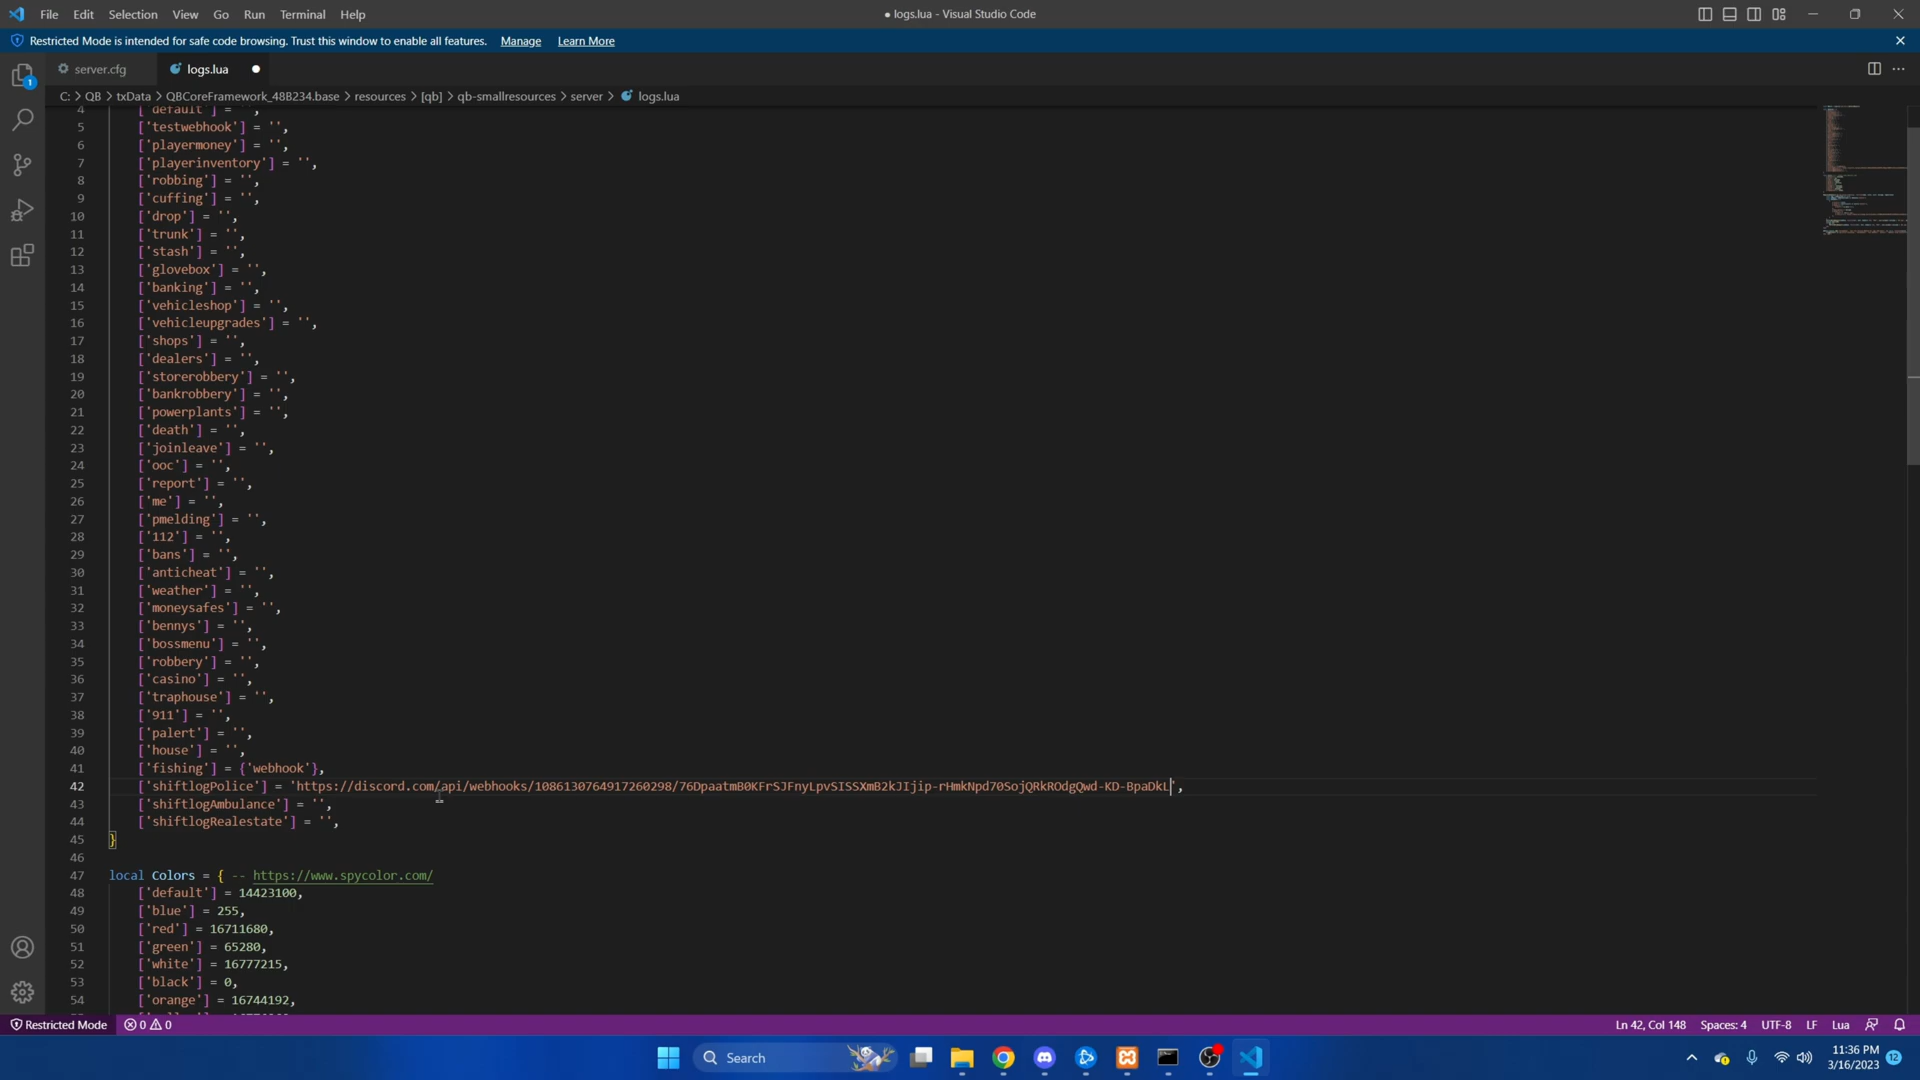 File Edit Selection View Go Run Terminal Help
● logs.lua - Visual Studio Code
Restricted Mode is intended for safe code browsing. Trust this window to enable all features. Manage Learn More
server.cfg logs.lua
C: > QB > txData > QBCoreFramework_48B234.base > resources > [qb] > qb-smallresources > server > logs.lua
4 ['default'] = '',
5 ['testwebhook'] = '',
6 ['playermoney'] = '',
7 ['playerinventory'] = '',
8 ['robbing'] = '',
9 ['cuffing'] = '',
10 ['drop'] = '',
11 ['trunk'] = '',
12 ['stash'] = '',
13 ['glovebox'] = '',
14 ['banking'] = '',
15 ['vehicleshop'] = '',
16 ['vehicleupgrades'] = '',
17 ['shops'] = '',
18 ['dealers'] = '',
19 ['storerobbery'] = '',
20 ['bankrobbery'] = '',
21 ['powerplants'] = '',
22 ['death'] = '',
23 ['joinleave'] = '',
24 ['ooc'] = '',
25 ['report'] = '',
26 ['me'] = '',
27 ['pmelding'] = '',
28 ['112'] = '',
29 ['bans'] = '',
30 ['anticheat'] = '',
31 ['weather'] = '',
32 ['moneysafes'] = '',
33 ['bennys'] = '',
34 ['bossmenu'] = '',
35 ['robbery'] = '',
36 ['casino'] = '',
37 ['traphouse'] = '',
38 ['911'] = '',
39 ['palert'] = '',
40 ['house'] = '',
41 ['fishing'] = {'webhook'},
42 ['shiftlogPolice'] = 'https://discord.com/api/webhooks/1086130764917260298/76DpaatmB0KFrSJFnyLpvSISSXmB2kJIjip-rHmkNpd70SojQRkROdgQwd-KD-BpaDkL',
43 ['shiftlogAmbulance'] = '',
44 ['shiftlogRealestate'] = '',
45 }
46
47 local Colors = { -- https://www.spycolor.com/
48 ['default'] = 14423100,
49 ['blue'] = 255,
50 ['red'] = 16711680,
51 ['green'] = 65280,
52 ['white'] = 16777215,
53 ['black'] = 0,
54 ['orange'] = 16744192,
Restricted Mode 0 0 Ln 42, Col 148 Spaces: 4 UTF-8 LF Lua
Search 11:36 PM
3/16/2023 12